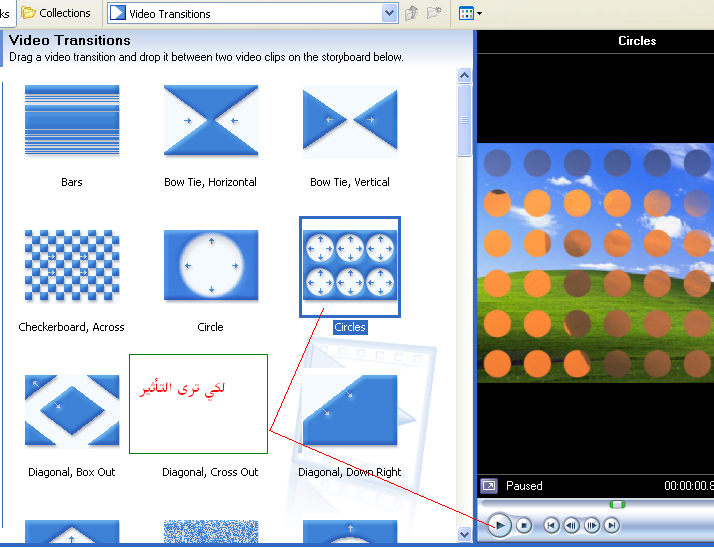 ks
Collections
Video Transitions
Video Transitions
Drag a video transition and drop it between two video clips on the storyboard below.
Circles
Bars
Bow Tie, Horizontal
Bow Tie, Vertical
Checkerboard, Across
Circle
Circles
لكي ترى التأثير
Diagonal, Box Out
Diagonal, Cross Out
Diagonal, Down Right
Paused
00:00:00.8